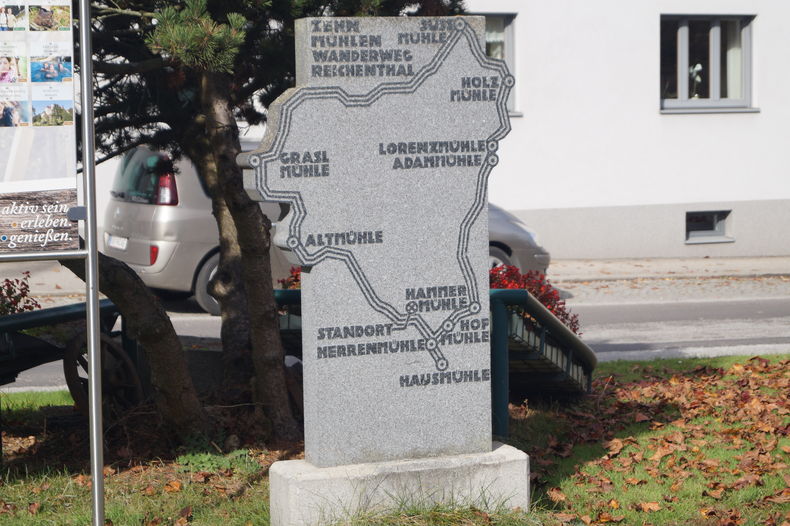 ZEHN
MÜHLEN
WANDERWEG
REICHENTHAL
SÜSS
MÜHLE
HOLZ
MÜHLE
LORENZMÜHLE
ADAMMÜHLE
GRASL
MÜHLE
ALTMÜHLE
HAMMER
MÜHLE
STANDORT
HERRENMÜHLE
HOF
MÜHLE
HAUSMÜHLE
aktiv sein.
erleben.
genießen.